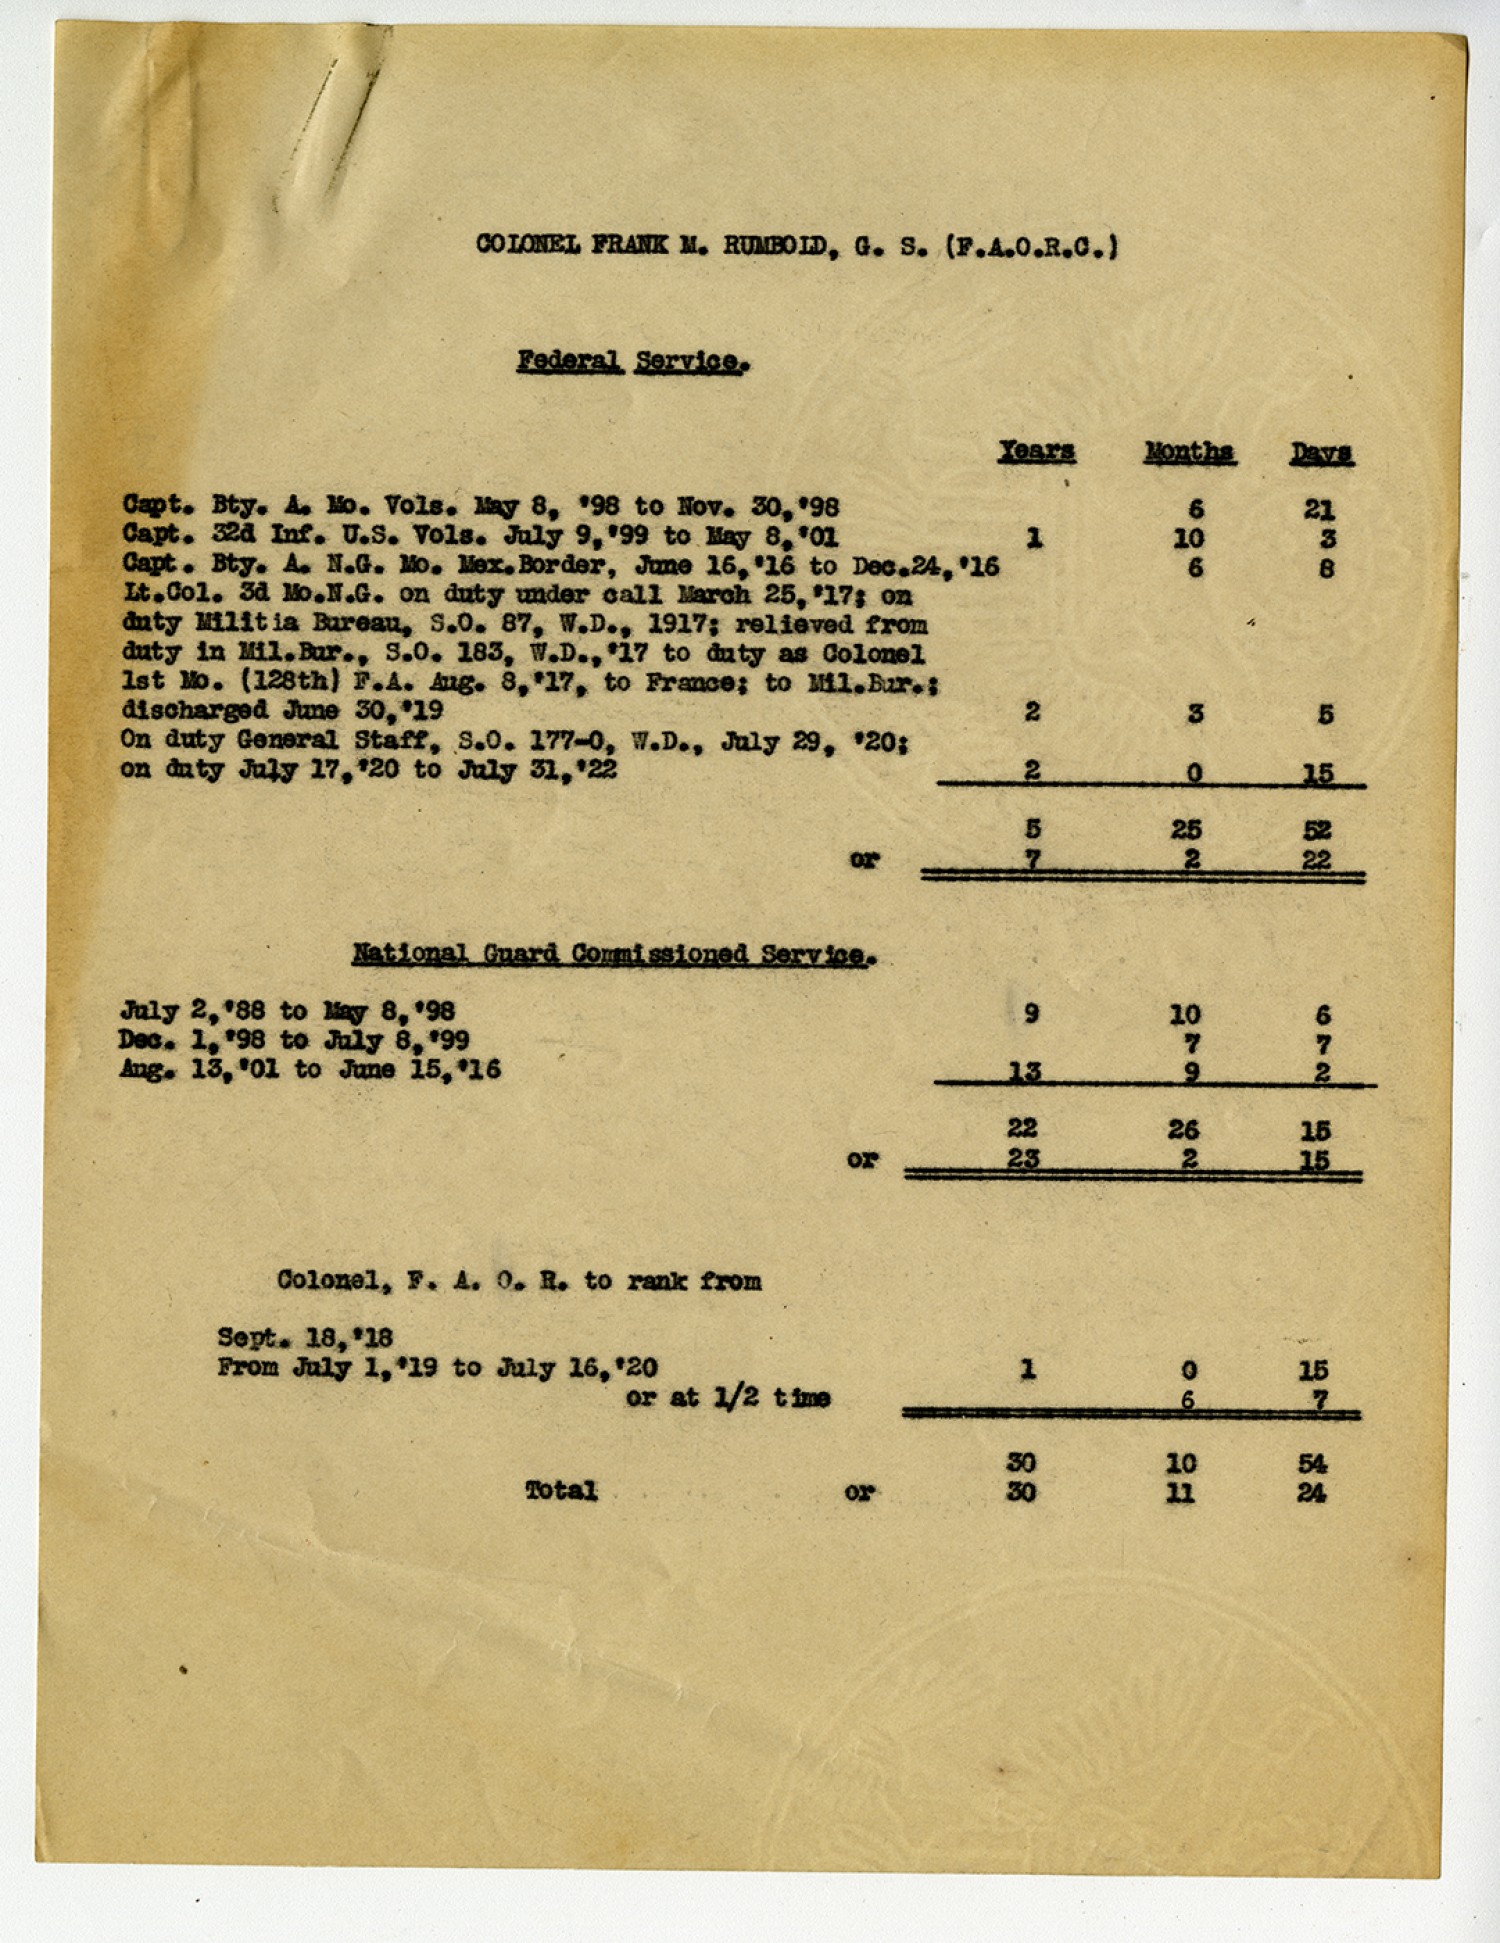 COLONEL FRANK M. RUMBOLD, G. S. (F.A.O.R.C.)
Federal Service.
Years Months Days
Capt. Bty. A. Mo. Vols. May 8, '98 to Nov. 30,'98 6 21
Capt. 32d Inf. U.S. Vols. July 9,'99 to May 8,'01 1 10 3
Capt. Bty. A. N.G. Mo. Mex.Border, June 16,'16 to Dec.24,'16 6 8
Lt.Col. 3d Mo.N.G. on duty under call March 25,'17; on
duty Militia Bureau, S.O. 87, W.D., 1917; relieved from
duty in Mil.Bur., S.O. 183, W.D.,'17 to duty as Colonel
1st Mo. (128th) F.A. Aug. 8,'17, to France; to Mil.Bur.;
discharged June 30,'19 2 3 5
On duty General Staff, S.O. 177-O, W.D., July 29, '20;
on duty July 17,'20 to July 31,'22 2 0 15
5 25 52
or 7 2 22
National Guard Commissioned Service.
July 2,'88 to May 8,'98 9 10 6
Dec. 1,'98 to July 8,'99 7 7
Aug. 13,'01 to June 15,'16 13 9 2
22 26 15
or 23 2 15
Colonel, F. A. O. R. to rank from
Sept. 18,'18
From July 1,'19 to July 16,'20 1 0 15
or at 1/2 time 6 7
30 10 54
Total or 30 11 24